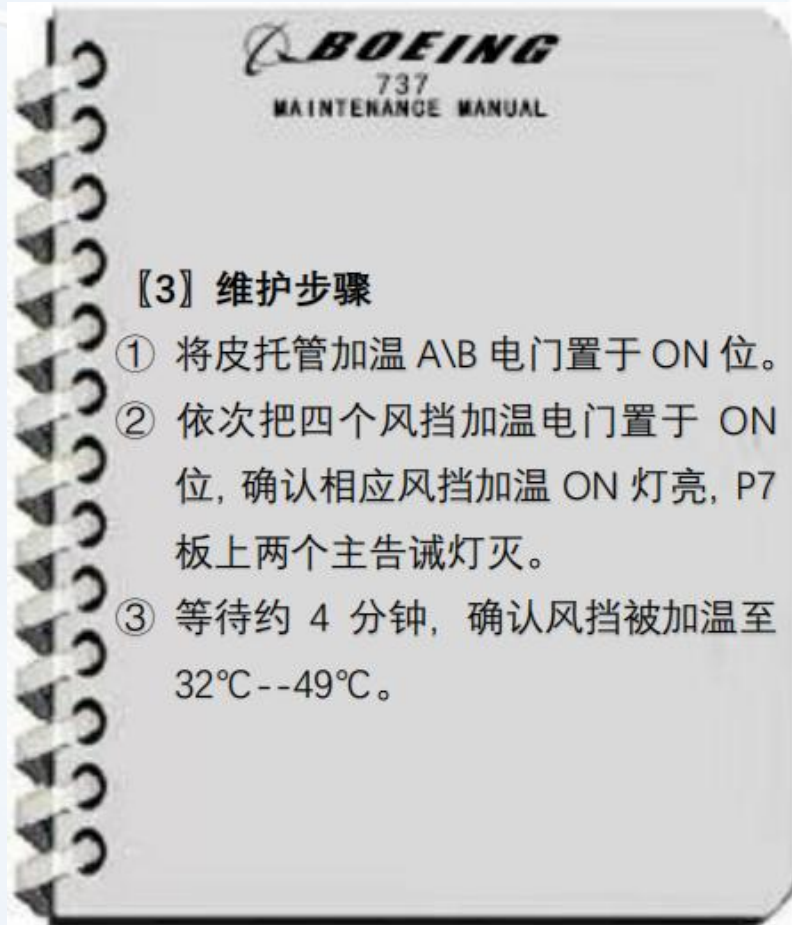 BOEING
737
MAINTENANCE MANUAL
〖3〗维护步骤
① 将皮托管加温 A\B 电门置于 ON 位。
② 依次把四个风挡加温电门置于 ON
位, 确认相应风挡加温 ON 灯亮, P7
板上两个主告诫灯灭。
③ 等待约 4 分钟, 确认风挡被加温至
32℃--49℃。